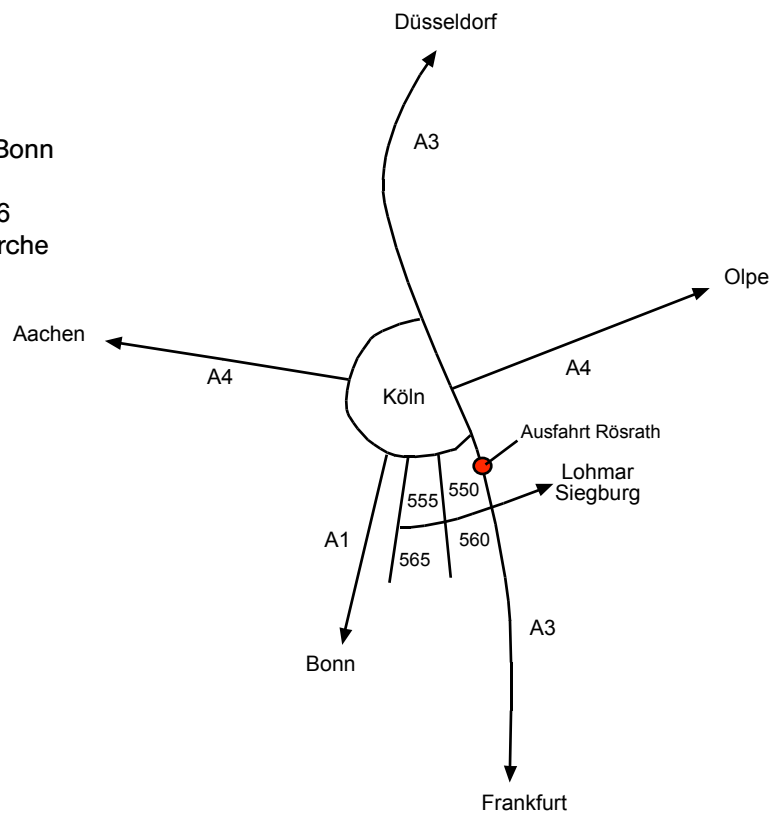 Düsseldorf
A3
Bonn
6
Olpe
Aachen
A4
A4
Köln
Ausfahrt Rösrath
Lohmar
Siegburg
550
555
A1
560
565
A3
Bonn
Frankfurt